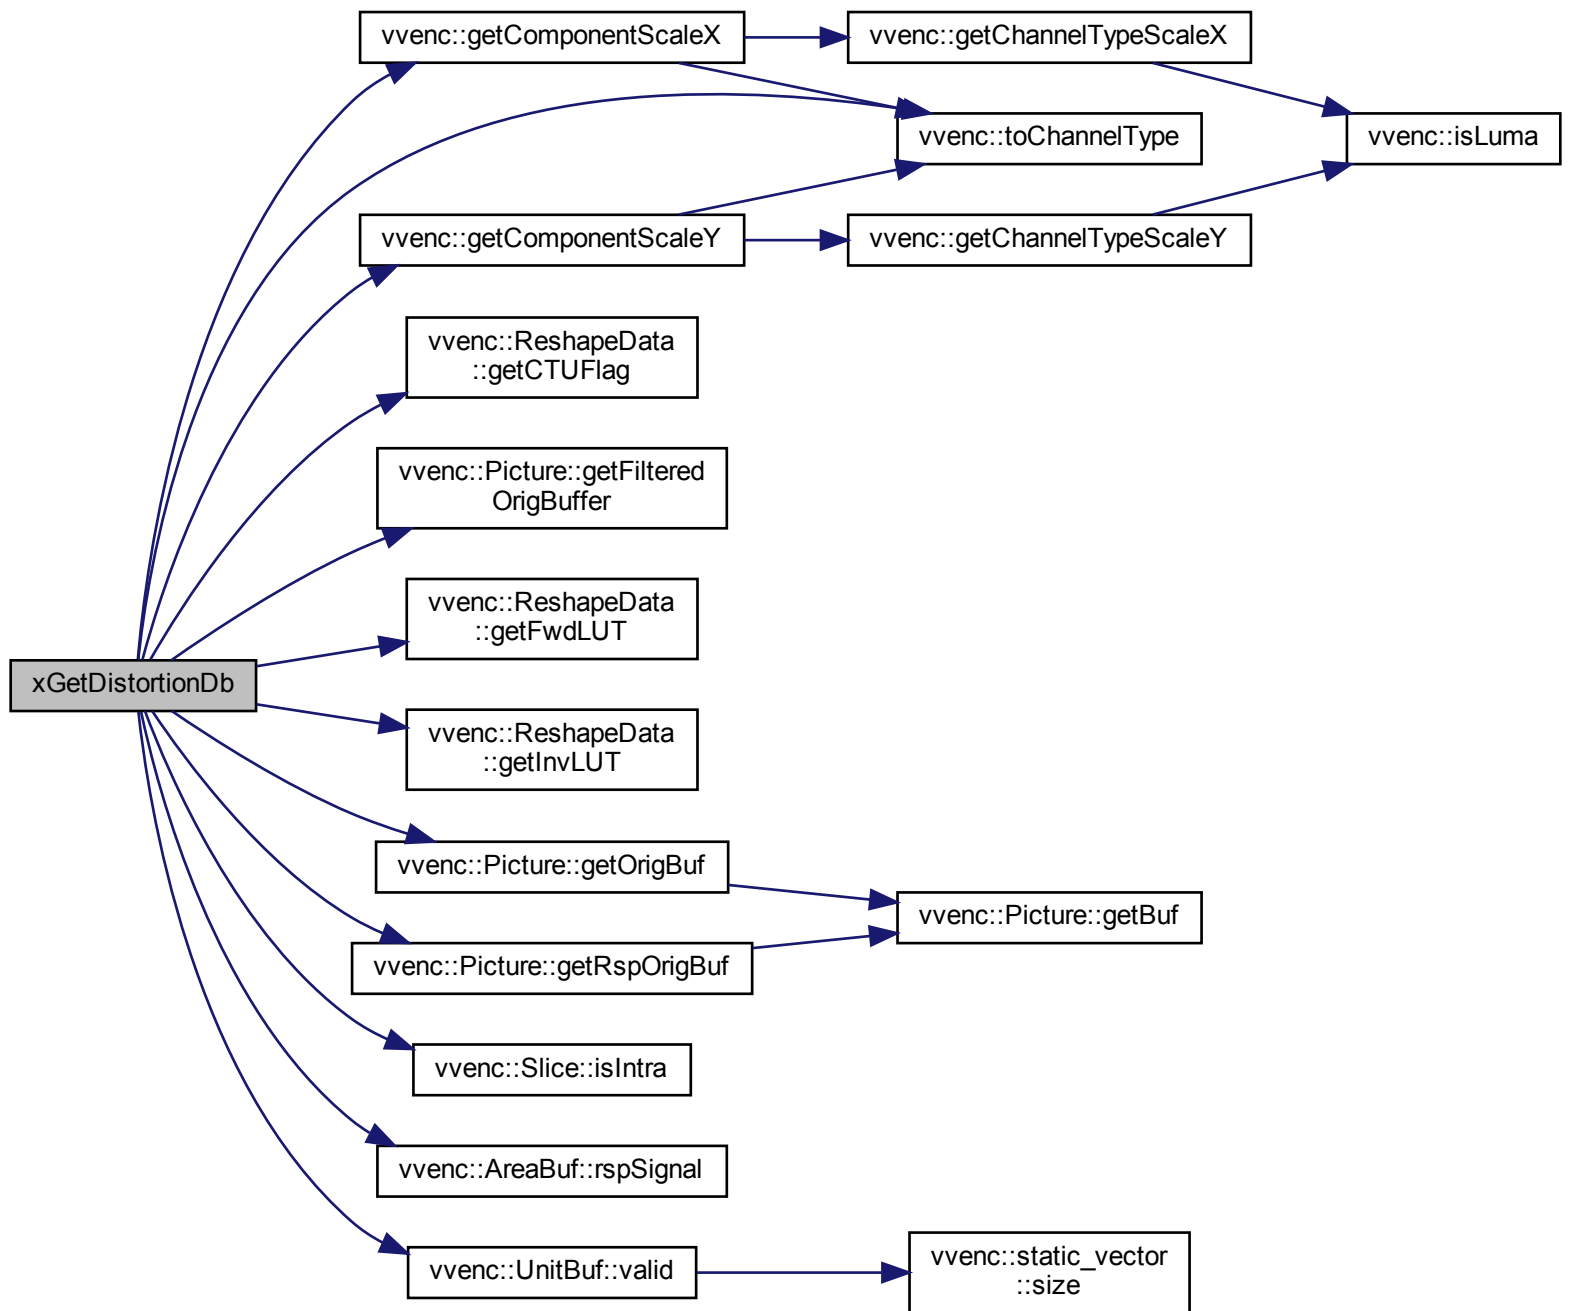 vvenc::getComponentScaleX
vvenc::getChannelTypeScaleX
vvenc::toChannelType
vvenc::isLuma
vvenc::getComponentScaleY
vvenc::getChannelTypeScaleY
vvenc::ReshapeData
::getCTUFlag
vvenc::Picture::getFiltered
OrigBuffer
vvenc::ReshapeData
::getFwdLUT
xGetDistortionDb
vvenc::ReshapeData
::getInvLUT
vvenc::Picture::getOrigBuf
vvenc::Picture::getBuf
vvenc::Picture::getRspOrigBuf
vvenc::Slice::isIntra
vvenc::AreaBuf::rspSignal
vvenc::UnitBuf::valid
vvenc::static_vector
::size